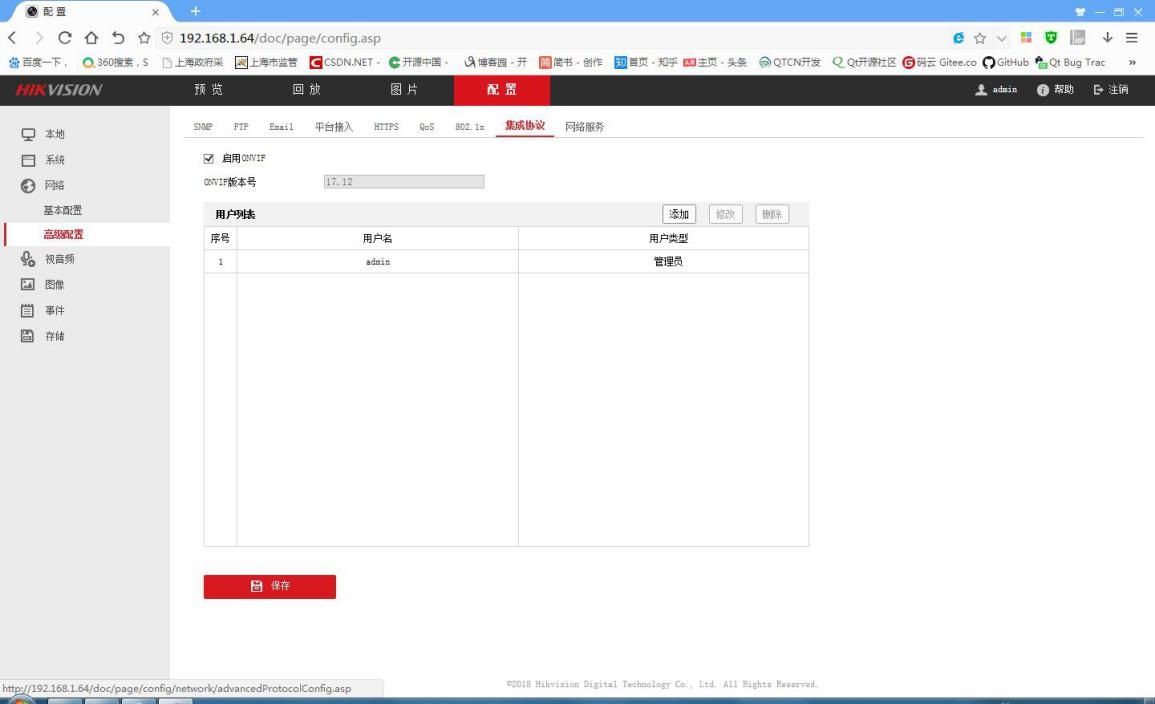 配置
192.168.1.64/doc/page/config.asp
百度一下, 360搜素,S 上海政府采 上海市监管 CSDN.NET - 开源中国 - 博客园 - 开 简书 - 创作 首页 - 知乎 主页 - 头条 QTCN开发 Qt开源社区 码云 Gitee.co GitHub Qt Bug Trac »
HIKVISION 预览 回放 图片 配置 admin 帮助 注销
SNMP FTP Email 平台接入 HTTPS QoS 802.1x 集成协议 网络服务
本地
系统
网络
基本配置
高级配置
视音频
图像
事件
存储
启用ONVIF
ONVIF版本号 17.12
用户列表 添加 修改 删除
序号 用户名 用户类型
1 admin 管理员
保存
©2018 Hikvision Digital Technology Co., Ltd. All Rights Reserved.
http://192.168.1.64/doc/page/config/network/advancedProtocolConfig.asp